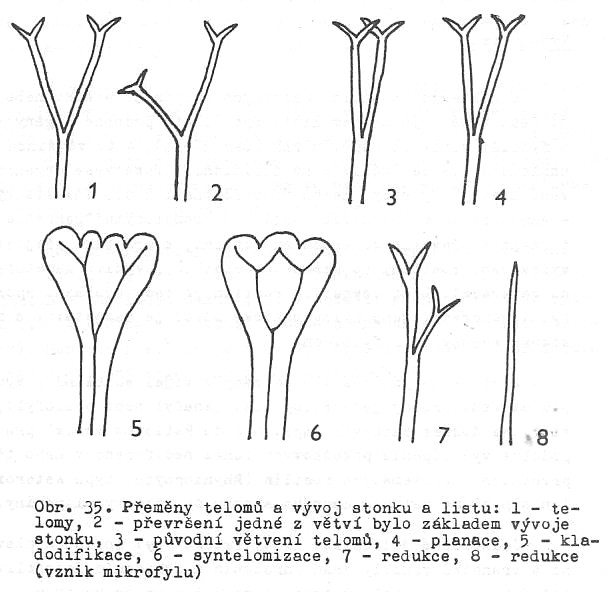 1
2
3
4
5
6
7
8
Obr. 35. Přeměny telomů a vývoj stonku a listu: 1 - te-
lomy, 2 - převršení jedné z větví bylo základem vývoje
stonku, 3 - původní větvení telomů, 4 - planace, 5 - kla-
dodifikace, 6 - syntelomizace, 7 - redukce, 8 - redukce
(vznik mikrofylu)